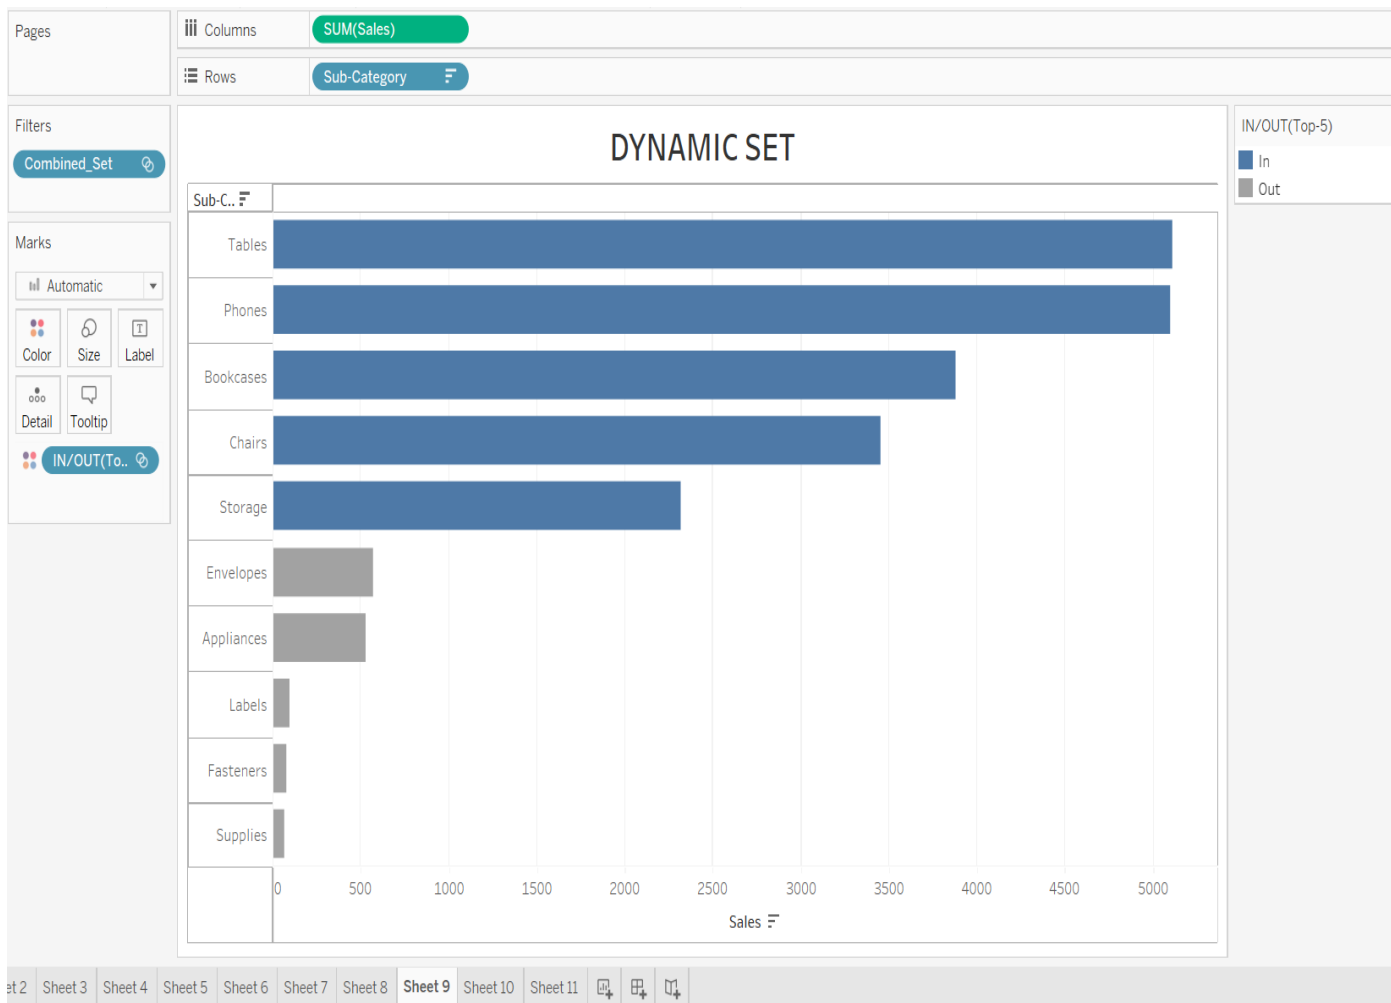 Pages
Columns
SUM(Sales)
Rows
Sub-Category
Filters
Combined_Set
Marks
Automatic
Color
Size
Label
Detail
Tooltip
IN/OUT(To..
DYNAMIC SET
Sub-C..
Tables
Phones
Bookcases
Chairs
Storage
Envelopes
Appliances
Labels
Fasteners
Supplies
0 500 1000 1500 2000 2500 3000 3500 4000 4500 5000
Sales
IN/OUT(Top-5)
In
Out
et 2 Sheet 3 Sheet 4 Sheet 5 Sheet 6 Sheet 7 Sheet 8 Sheet 9 Sheet 10 Sheet 11